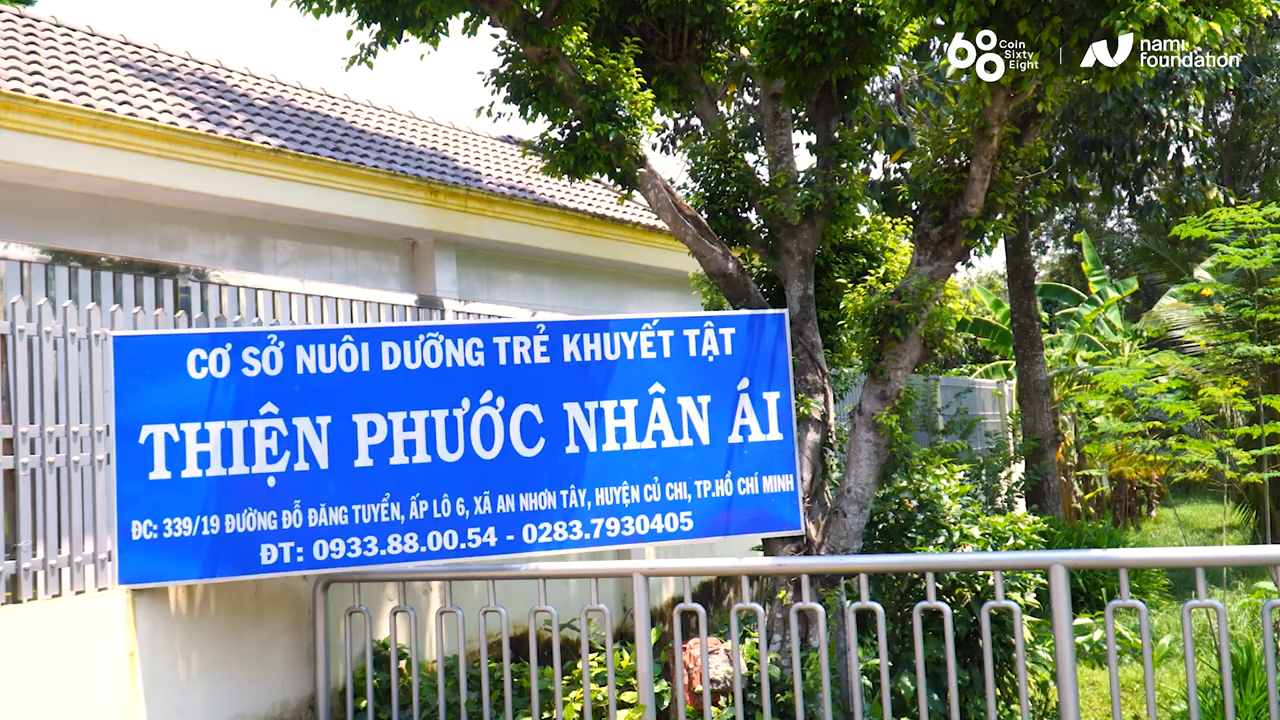 68 Coin Sixty Eight
nami foundation
CƠ SỞ NUÔI DƯỠNG TRẺ KHUYẾT TẬT
THIỆN PHƯỚC NHÂN ÁI
ĐC: 339/19 ĐƯỜNG ĐỖ ĐĂNG TUYỂN, ẤP LÔ 6, XÃ AN NHƠN TÂY, HUYỆN CỦ CHI, TP.HỒ CHÍ MINH
ĐT: 0933.88.00.54 - 0283.7930405